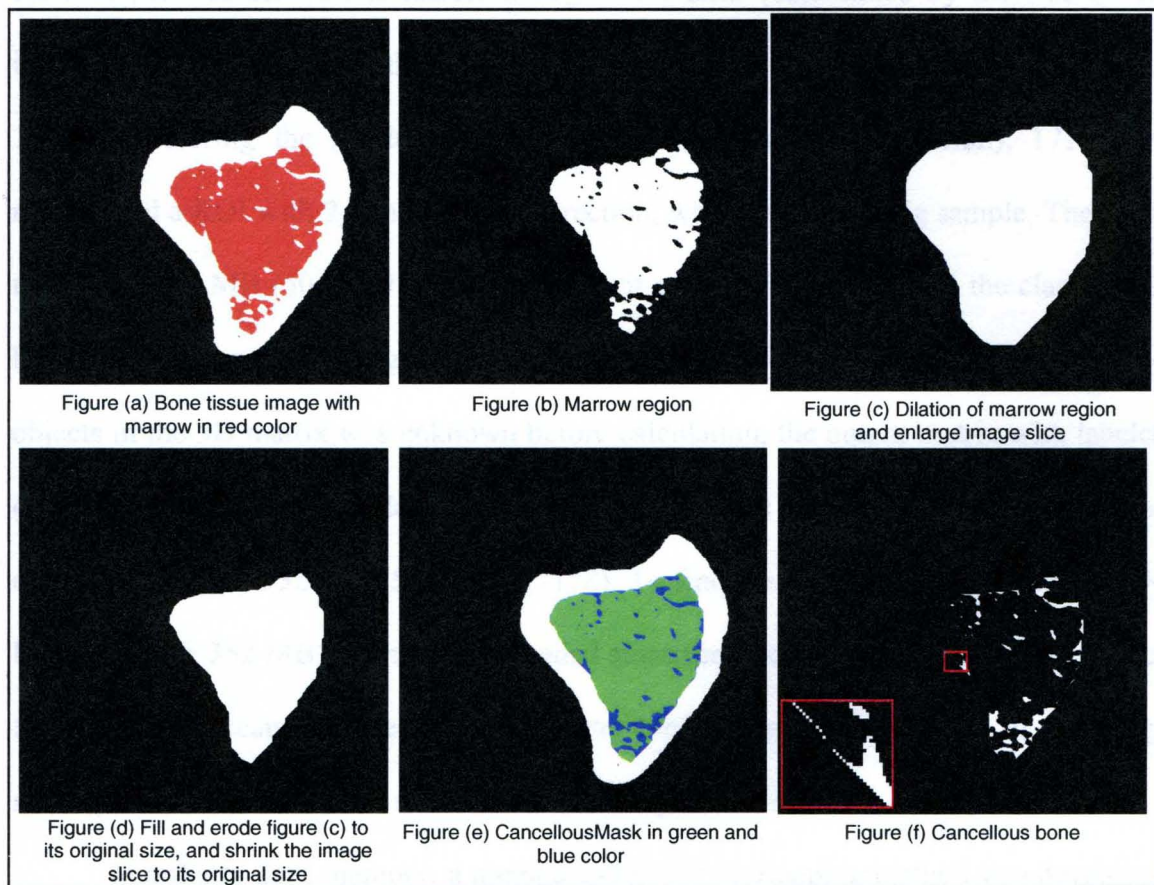 Figure (a) Bone tissue image with
marrow in red color
Figure (b) Marrow region
Figure (c) Dilation of marrow region
and enlarge image slice
Figure (d) Fill and erode figure (c) to
its original size, and shrink the image
slice to its original size
Figure (e) CancellousMask in green and
blue color
Figure (f) Cancellous bone